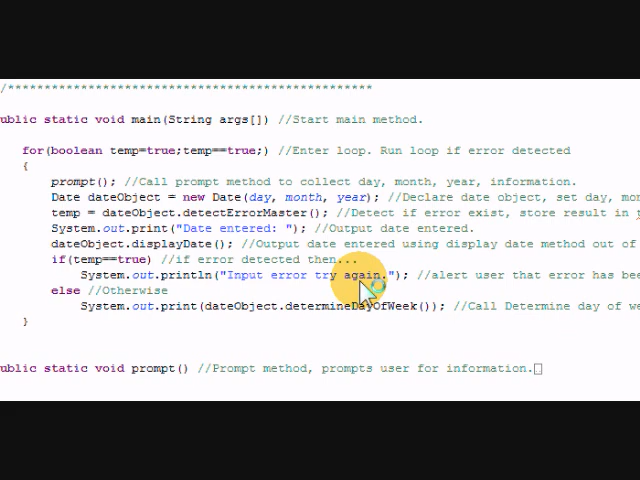 /**************************************************
ublic static void main(String args[]) //Start main method.
for(boolean temp=true;temp==true;) //Enter loop. Run loop if error detected
{
prompt(); //Call prompt method to collect day, month, year, information.
Date dateObject = new Date(day, month, year); //Declare date object, set day, mon
temp = dateObject.detectErrorMaster(); //Detect if error exist, store result in t
System.out.print("Date entered: "); //Output date entered.
dateObject.displayDate(); //Output date entered using display date method out of
if(temp==true) //if error detected then...
System.out.println("Input error try again."); //alert user that error has bee
else //Otherwise
System.out.print(dateObject.determineDayOfWeek()); //Call Determine day of we
}
ublic static void prompt() //Prompt method, prompts user for information.